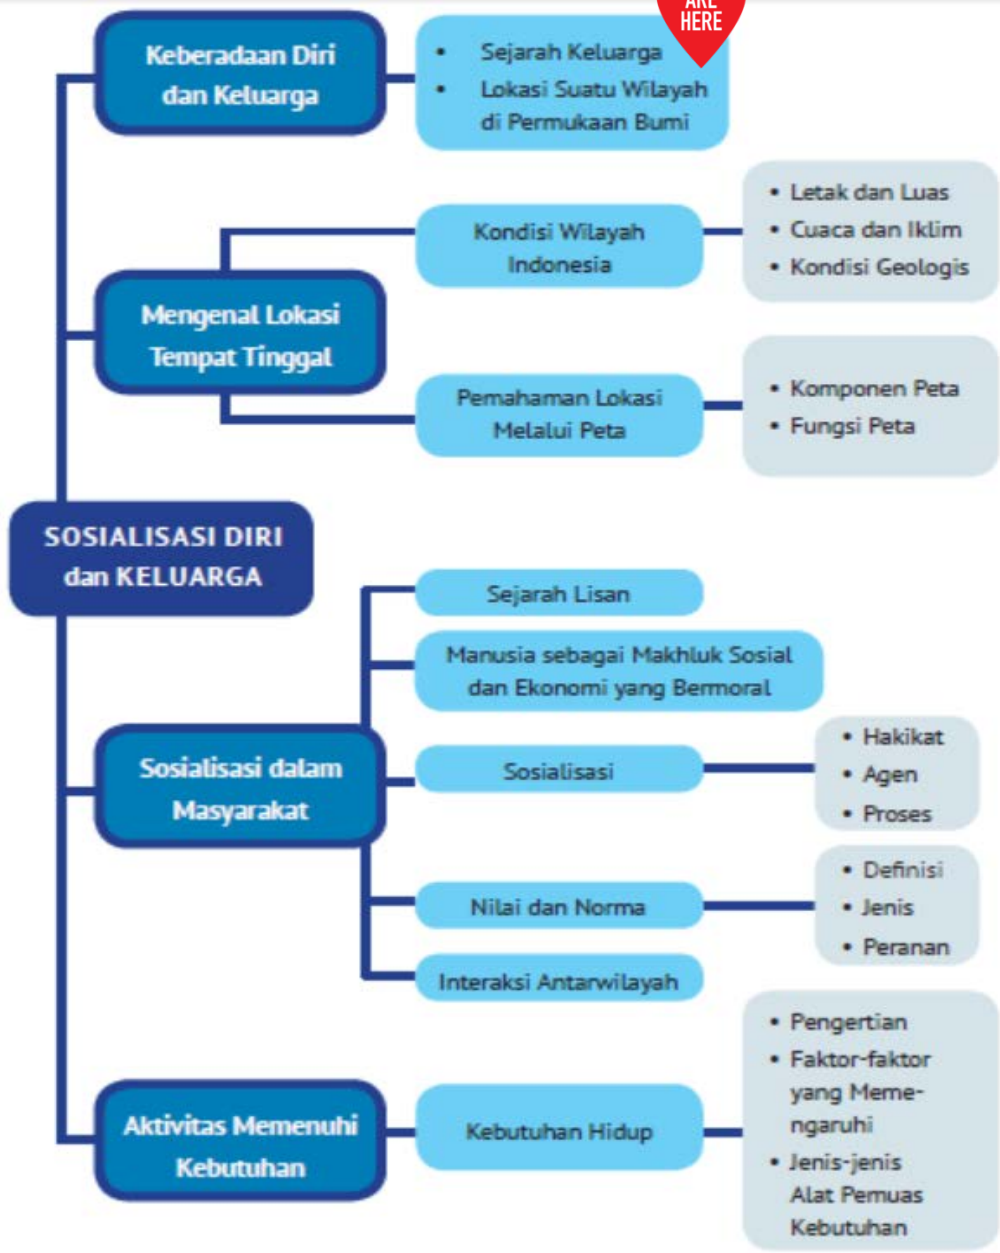 ARE
HERE
Keberadaan Diri
dan Keluarga
• Sejarah Keluarga
• Lokasi Suatu Wilayah
di Permukaan Bumi
Mengenal Lokasi
Tempat Tinggal
Kondisi Wilayah
Indonesia
• Letak dan Luas
• Cuaca dan Iklim
• Kondisi Geologis
Pemahaman Lokasi
Melalui Peta
• Komponen Peta
• Fungsi Peta
SOSIALISASI DIRI
dan KELUARGA
Sosialisasi dalam
Masyarakat
Sejarah Lisan
Manusia sebagai Makhluk Sosial
dan Ekonomi yang Bermoral
Sosialisasi
• Hakikat
• Agen
• Proses
Nilai dan Norma
• Definisi
• Jenis
• Peranan
Interaksi Antarwilayah
Aktivitas Memenuhi
Kebutuhan
Kebutuhan Hidup
• Pengertian
• Faktor-faktor
yang Meme-
ngaruhi
• Jenis-jenis
Alat Pemuas
Kebutuhan